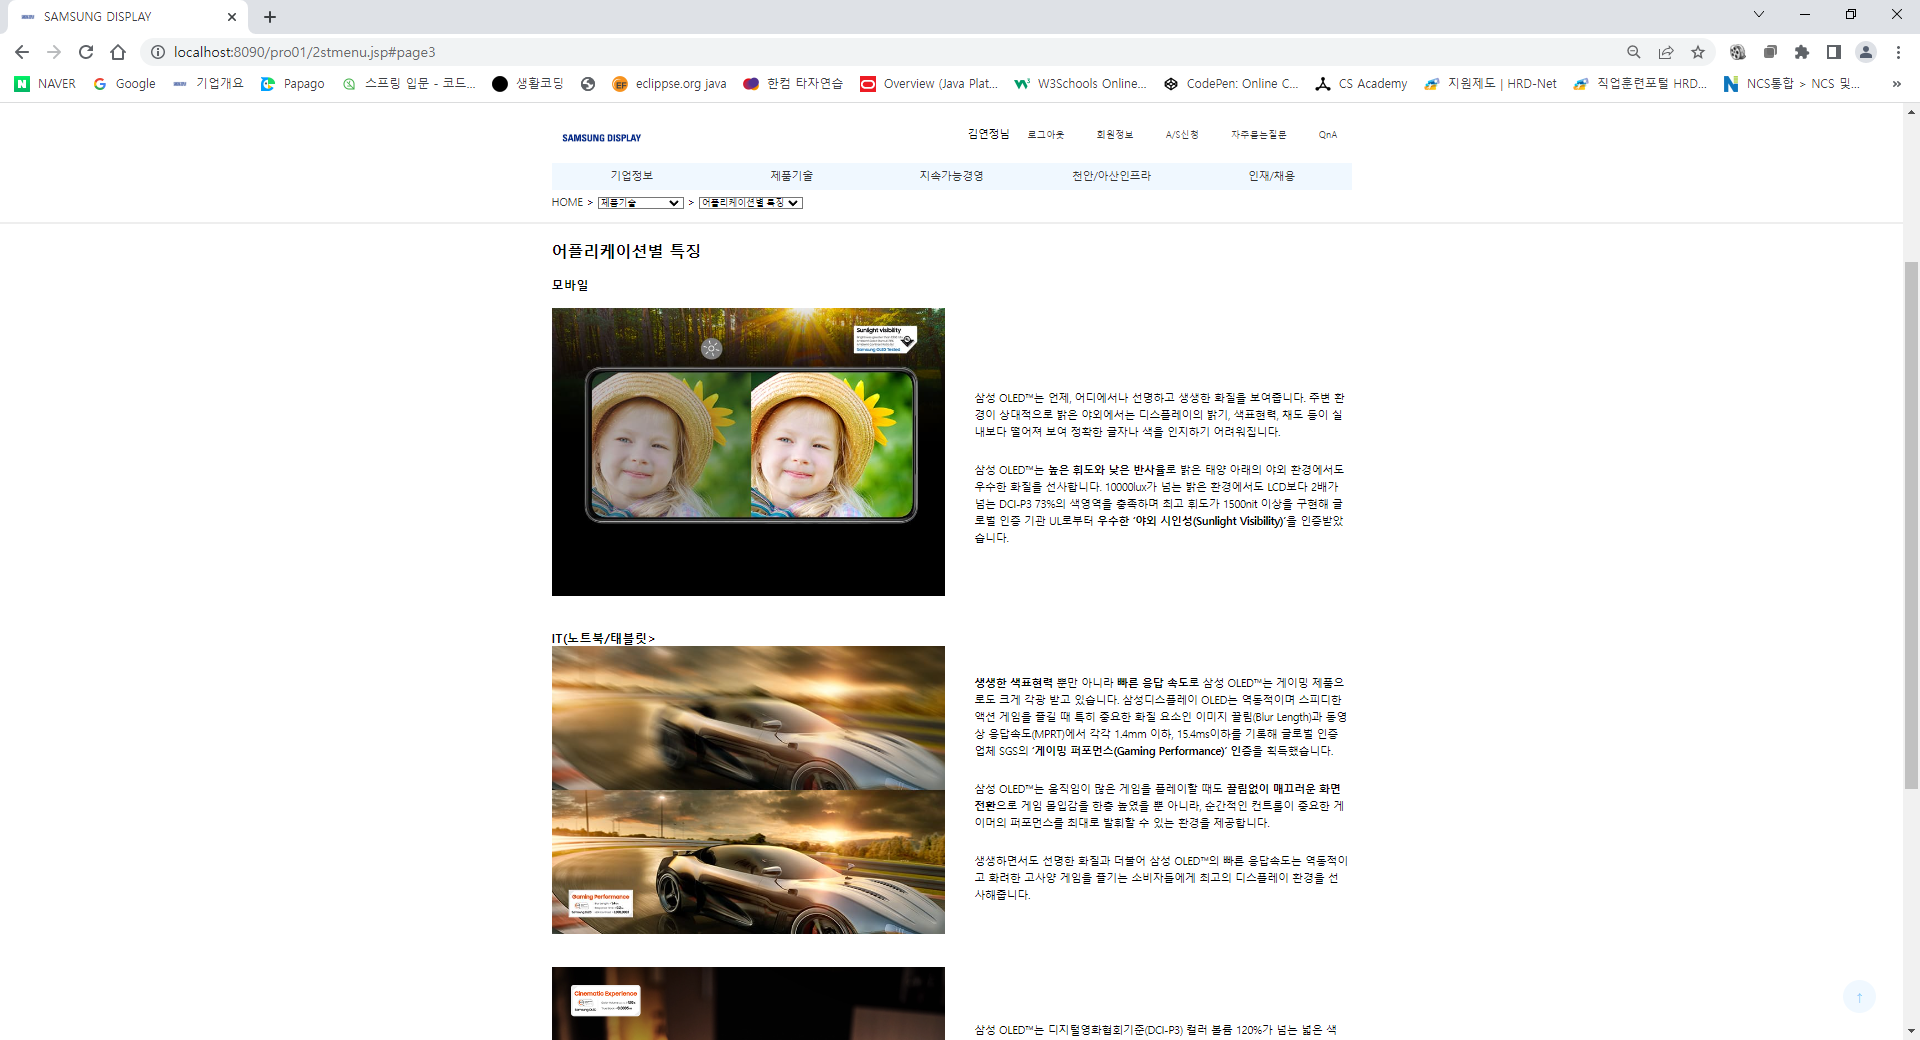 SAMSUNG DISPLAY
localhost:8090/pro01/2stmenu.jsp#page3
NAVER
Google
기업개요
Papago
스프링 입문 - 코드...
생활코딩
eclippse.org java
한컴 타자연습
Overview (Java Plat...
W3Schools Online...
CodePen: Online C...
CS Academy
지원제도 | HRD-Net
직업훈련포털 HRD...
NCS통합 > NCS 및...
»
SAMSUNG DISPLAY
김연정님 로그아웃 회원정보 A/S신청 자주묻는질문 QnA
기업정보 제품기술 지속가능경영 천안/아산인프라 인재/채용
HOME > 제품기술 > 어플리케이션별 특징
어플리케이션별 특징
모바일
Sunlight visibility
Samsung OLED Tested
삼성 OLED™는 언제, 어디에서나 선명하고 생생한 화질을 보여줍니다. 주변 환
경이 상대적으로 밝은 야외에서는 디스플레이의 밝기, 색표현력, 채도 등이 실
내보다 떨어져 보여 정확한 글자나 색을 인지하기 어려워집니다.
삼성 OLED™는 높은 휘도와 낮은 반사율로 밝은 태양 아래의 야외 환경에서도
우수한 화질을 선사합니다. 10000lux가 넘는 밝은 환경에서도 LCD보다 2배가
넘는 DCI-P3 73%의 색영역을 충족하며 최고 휘도가 1500nit 이상을 구현해 글
로벌 인증 기관 UL로부터 우수한 ‘야외 시인성(Sunlight Visibility)’을 인증받았
습니다.
IT(노트북/태블릿>
Gaming Performance
생생한 색표현력 뿐만 아니라 빠른 응답 속도로 삼성 OLED™는 게이밍 제품으
로도 크게 각광 받고 있습니다. 삼성디스플레이 OLED는 역동적이며 스피디한
액션 게임을 즐길 때 특히 중요한 화질 요소인 이미지 끌림(Blur Length)과 동영
상 응답속도(MPRT)에서 각각 1.4mm 이하, 15.4ms이하를 기록해 글로벌 인증
업체 SGS의 ‘게이밍 퍼포먼스(Gaming Performance)’ 인증을 획득했습니다.
삼성 OLED™는 움직임이 많은 게임을 플레이할 때도 끌림없이 매끄러운 화면
전환으로 게임 몰입감을 한층 높였을 뿐 아니라, 순간적인 컨트롤이 중요한 게
이머의 퍼포먼스를 최대로 발휘할 수 있는 환경을 제공합니다.
생생하면서도 선명한 화질과 더불어 삼성 OLED™의 빠른 응답속도는 역동적이
고 화려한 고사양 게임을 즐기는 소비자들에게 최고의 디스플레이 환경을 선
사해줍니다.
Cinematic Experience
삼성 OLED™는 디지털영화협회기준(DCI-P3) 컬러 볼륨 120%가 넘는 넓은 색
↑